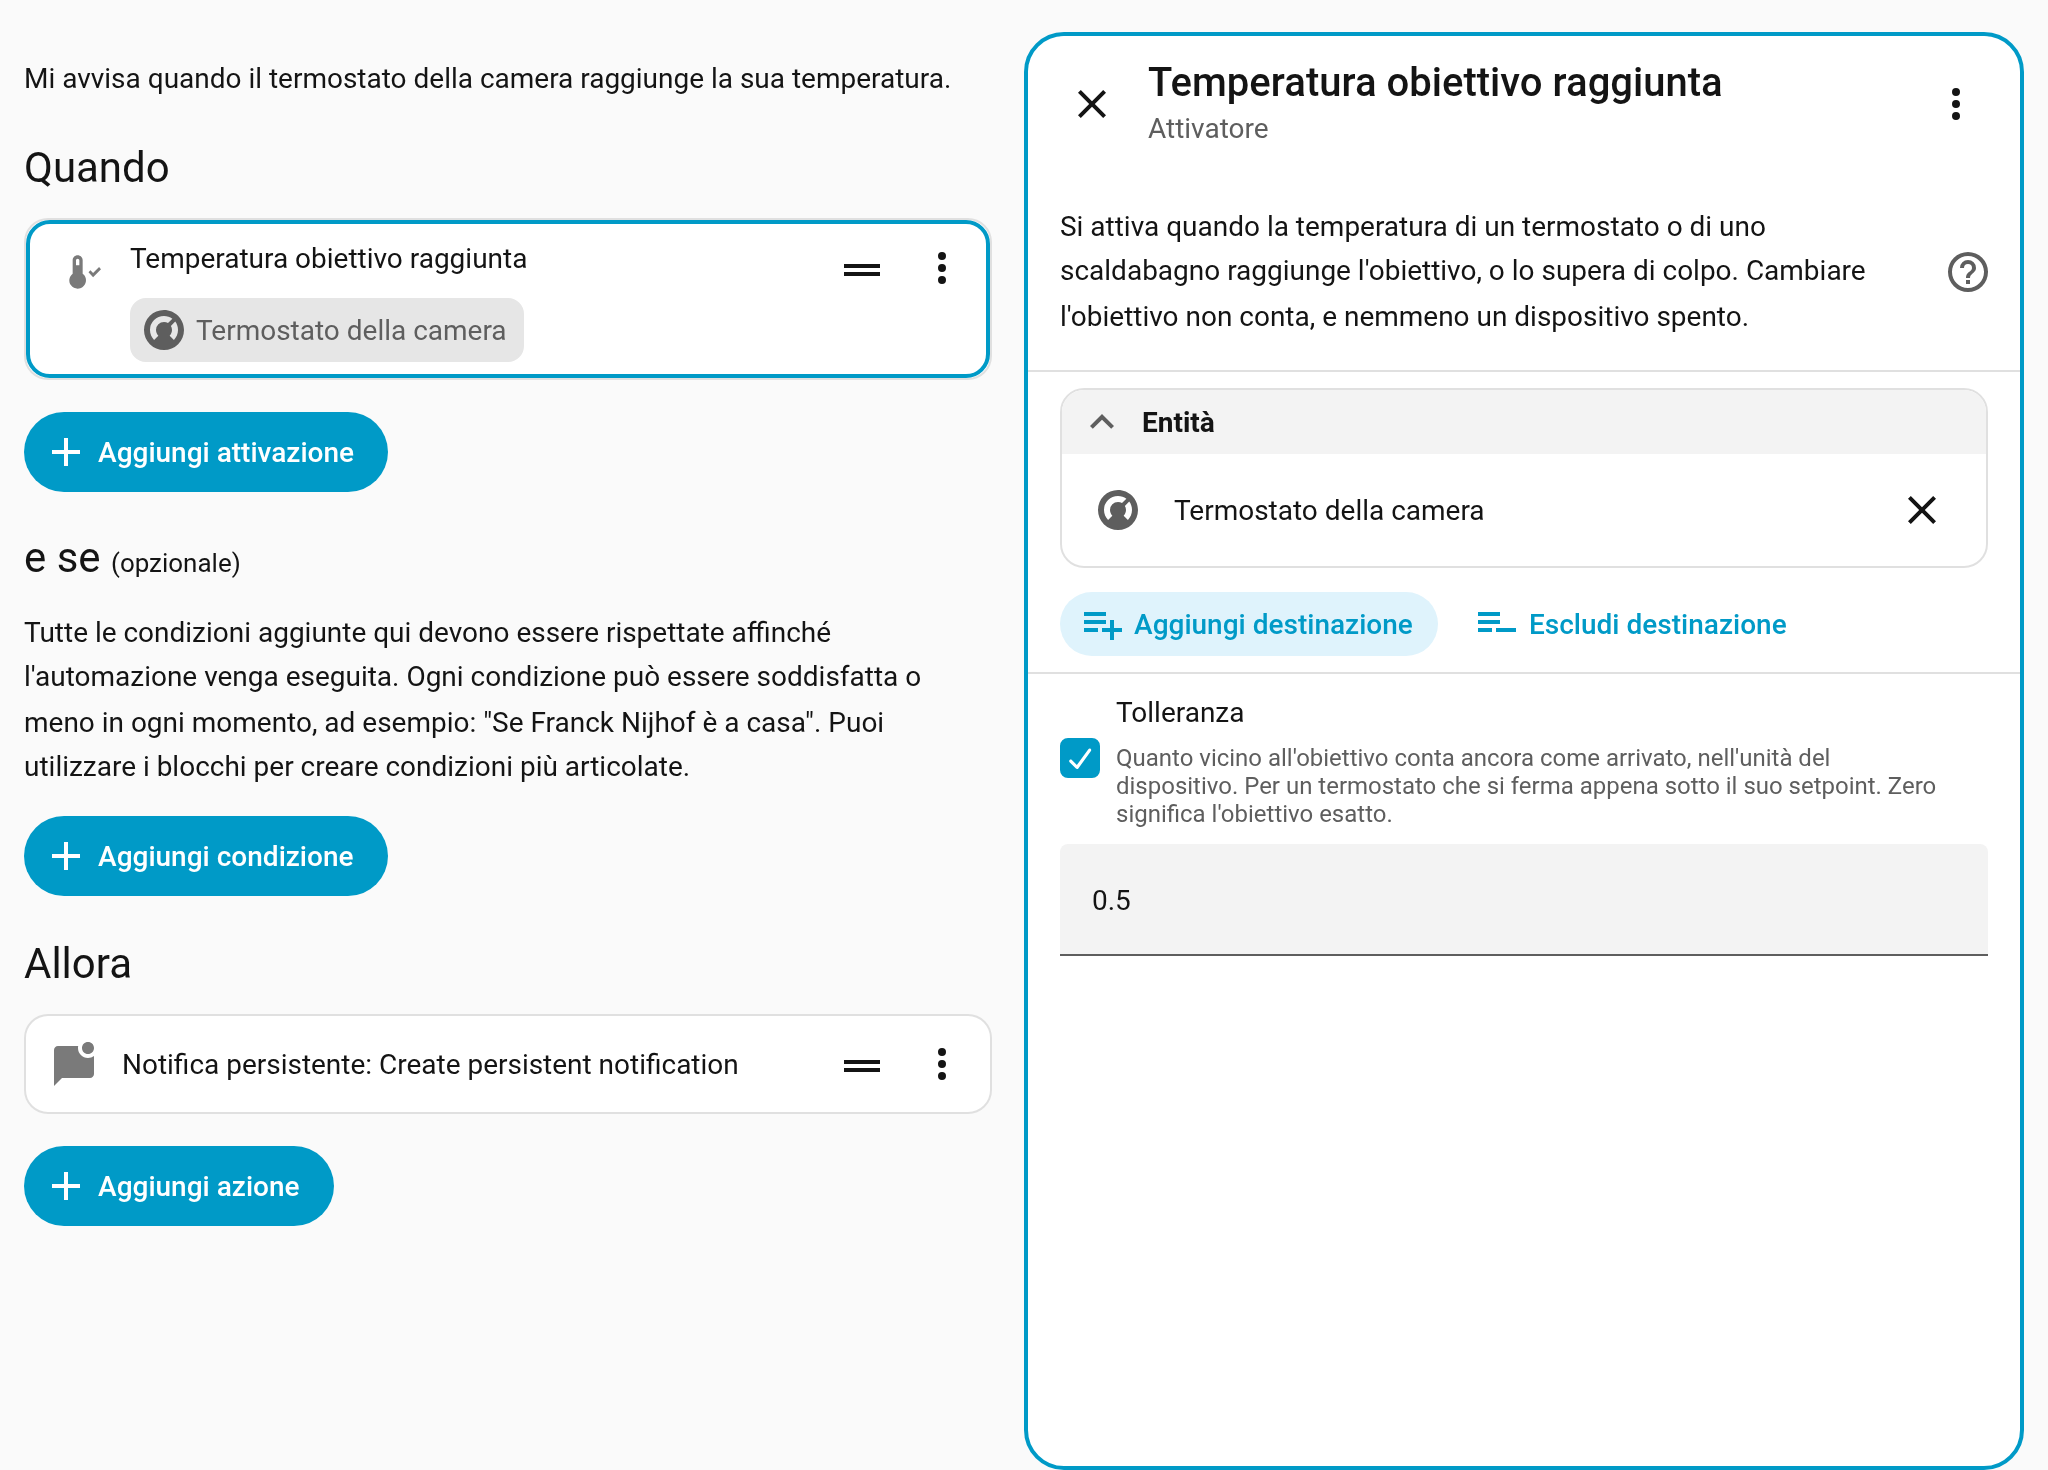 Mi avvisa quando il termostato della camera raggiunge la sua temperatura.
Quando
Temperatura obiettivo raggiunta
Termostato della camera
Aggiungi attivazione
e se (opzionale)
Tutte le condizioni aggiunte qui devono essere rispettate affinché
l'automazione venga eseguita. Ogni condizione può essere soddisfatta o
meno in ogni momento, ad esempio: "Se Franck Nijhof è a casa". Puoi
utilizzare i blocchi per creare condizioni più articolate.
Aggiungi condizione
Allora
Notifica persistente: Create persistent notification
Aggiungi azione
Temperatura obiettivo raggiunta
Attivatore
Si attiva quando la temperatura di un termostato o di uno
scaldabagno raggiunge l'obiettivo, o lo supera di colpo. Cambiare
l'obiettivo non conta, e nemmeno un dispositivo spento.
Entità
Termostato della camera
Aggiungi destinazione
Escludi destinazione
Tolleranza
Quanto vicino all'obiettivo conta ancora come arrivato, nell'unità del
dispositivo. Per un termostato che si ferma appena sotto il suo setpoint. Zero
significa l'obiettivo esatto.
0.5